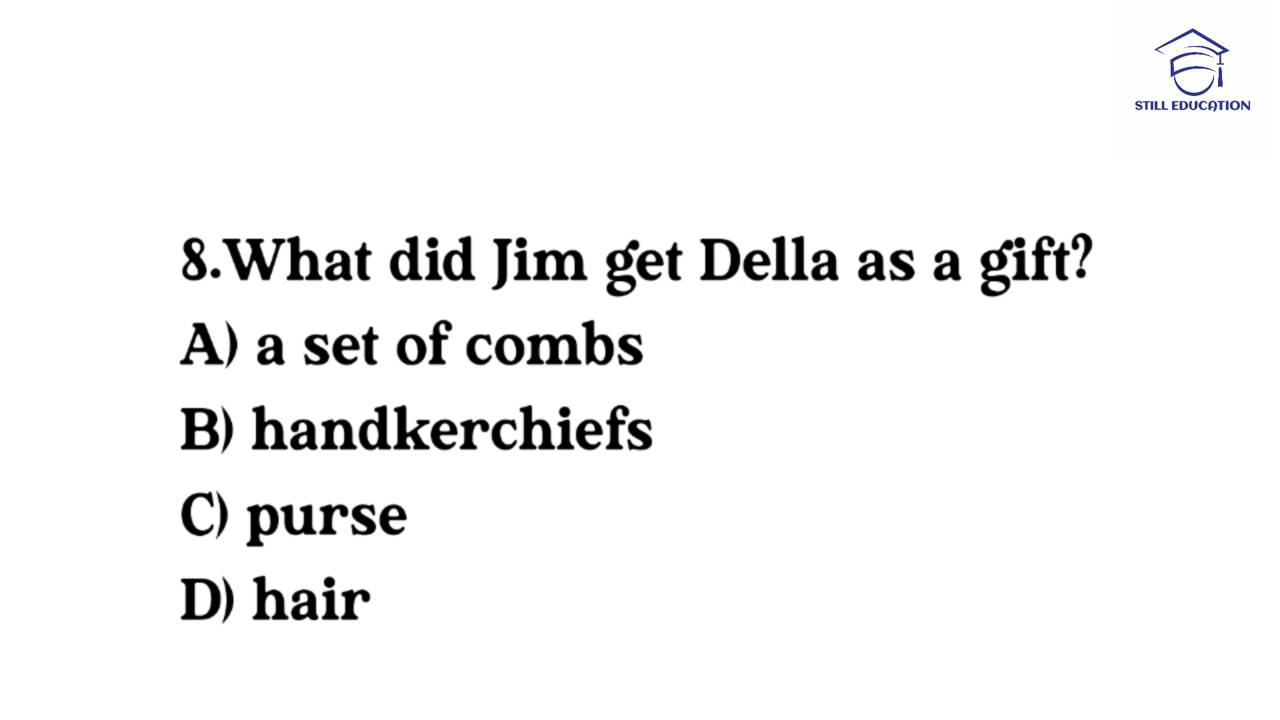 STILL EDUCATION
8.What did Jim get Della as a gift?
A) a set of combs
B) handkerchiefs
C) purse
D) hair